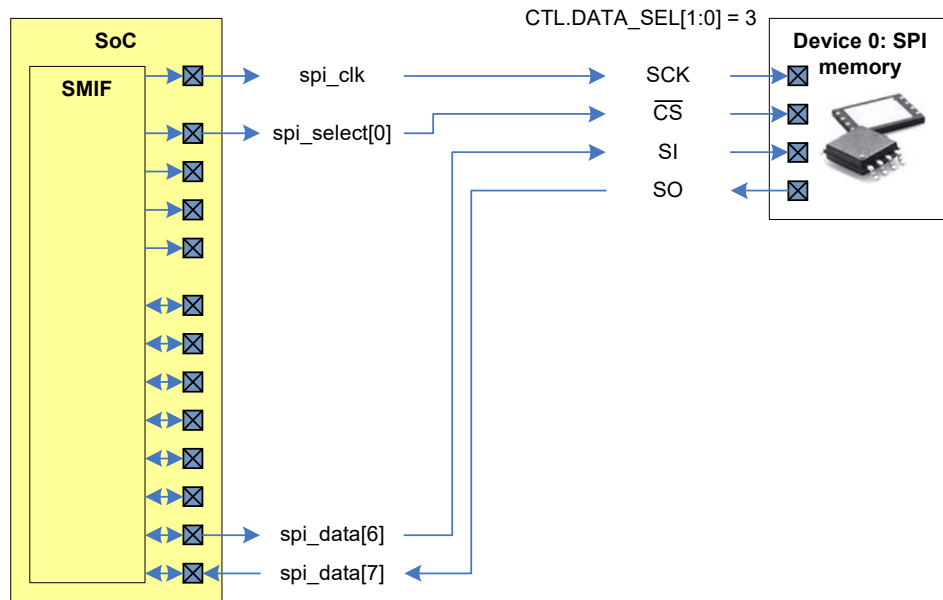 CTL.DATA_SEL[1:0] = 3
SoC
SMIF
Device 0: SPI
memory
spi_clk
SCK
spi_select[0]
CS
SI
SO
spi_data[6]
spi_data[7]